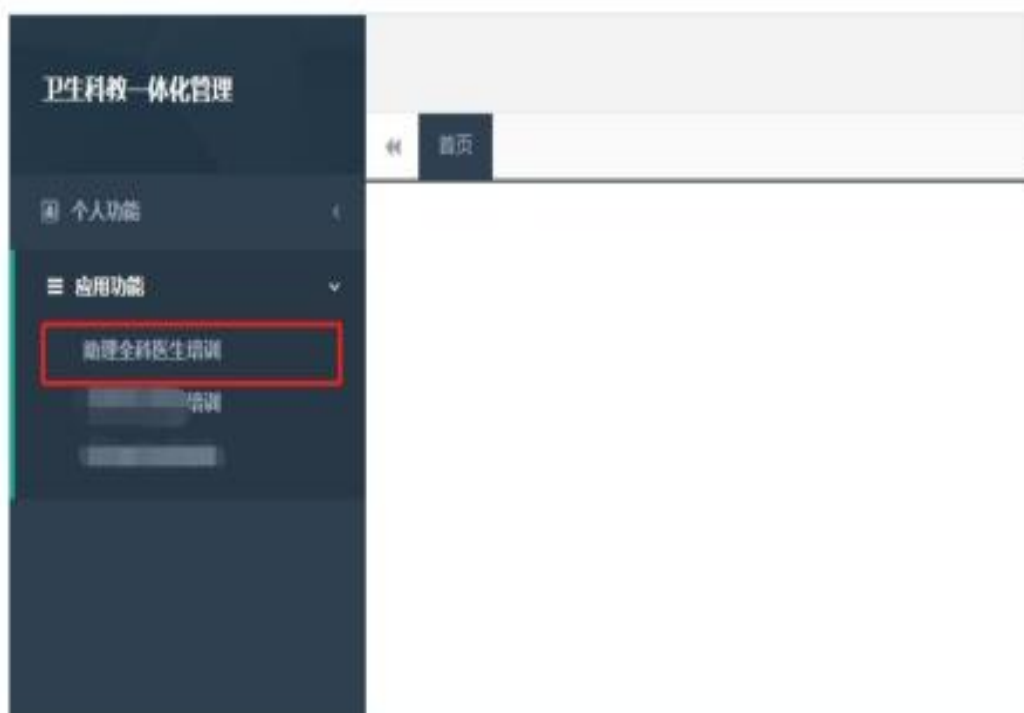 卫生科教一体化管理
首页
个人功能
应用功能
助理全科医生培训
培训